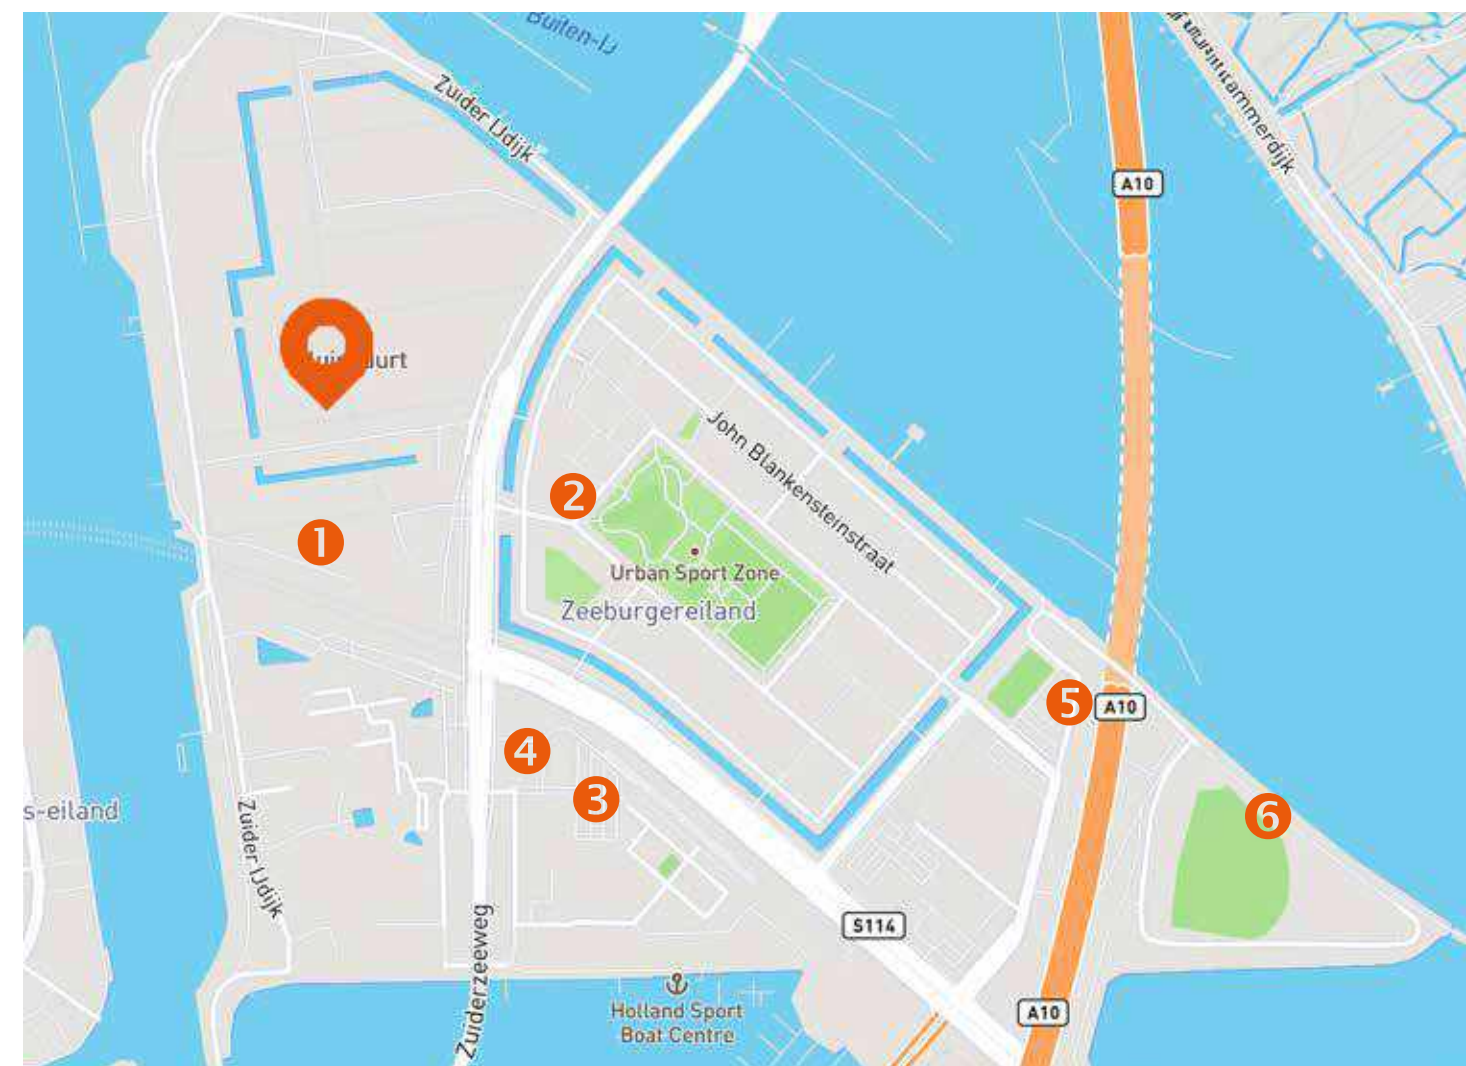 Buiten-IJ
Zuider IJdijk
A10
2
John Blankensteinstraat
1
Urban Sport Zone
Zeeburgereiland
5
A10
4
3
6
s-eiland
Zuider IJdijk
Zuiderzeeweg
S114
Holland Sport
Boat Centre
A10